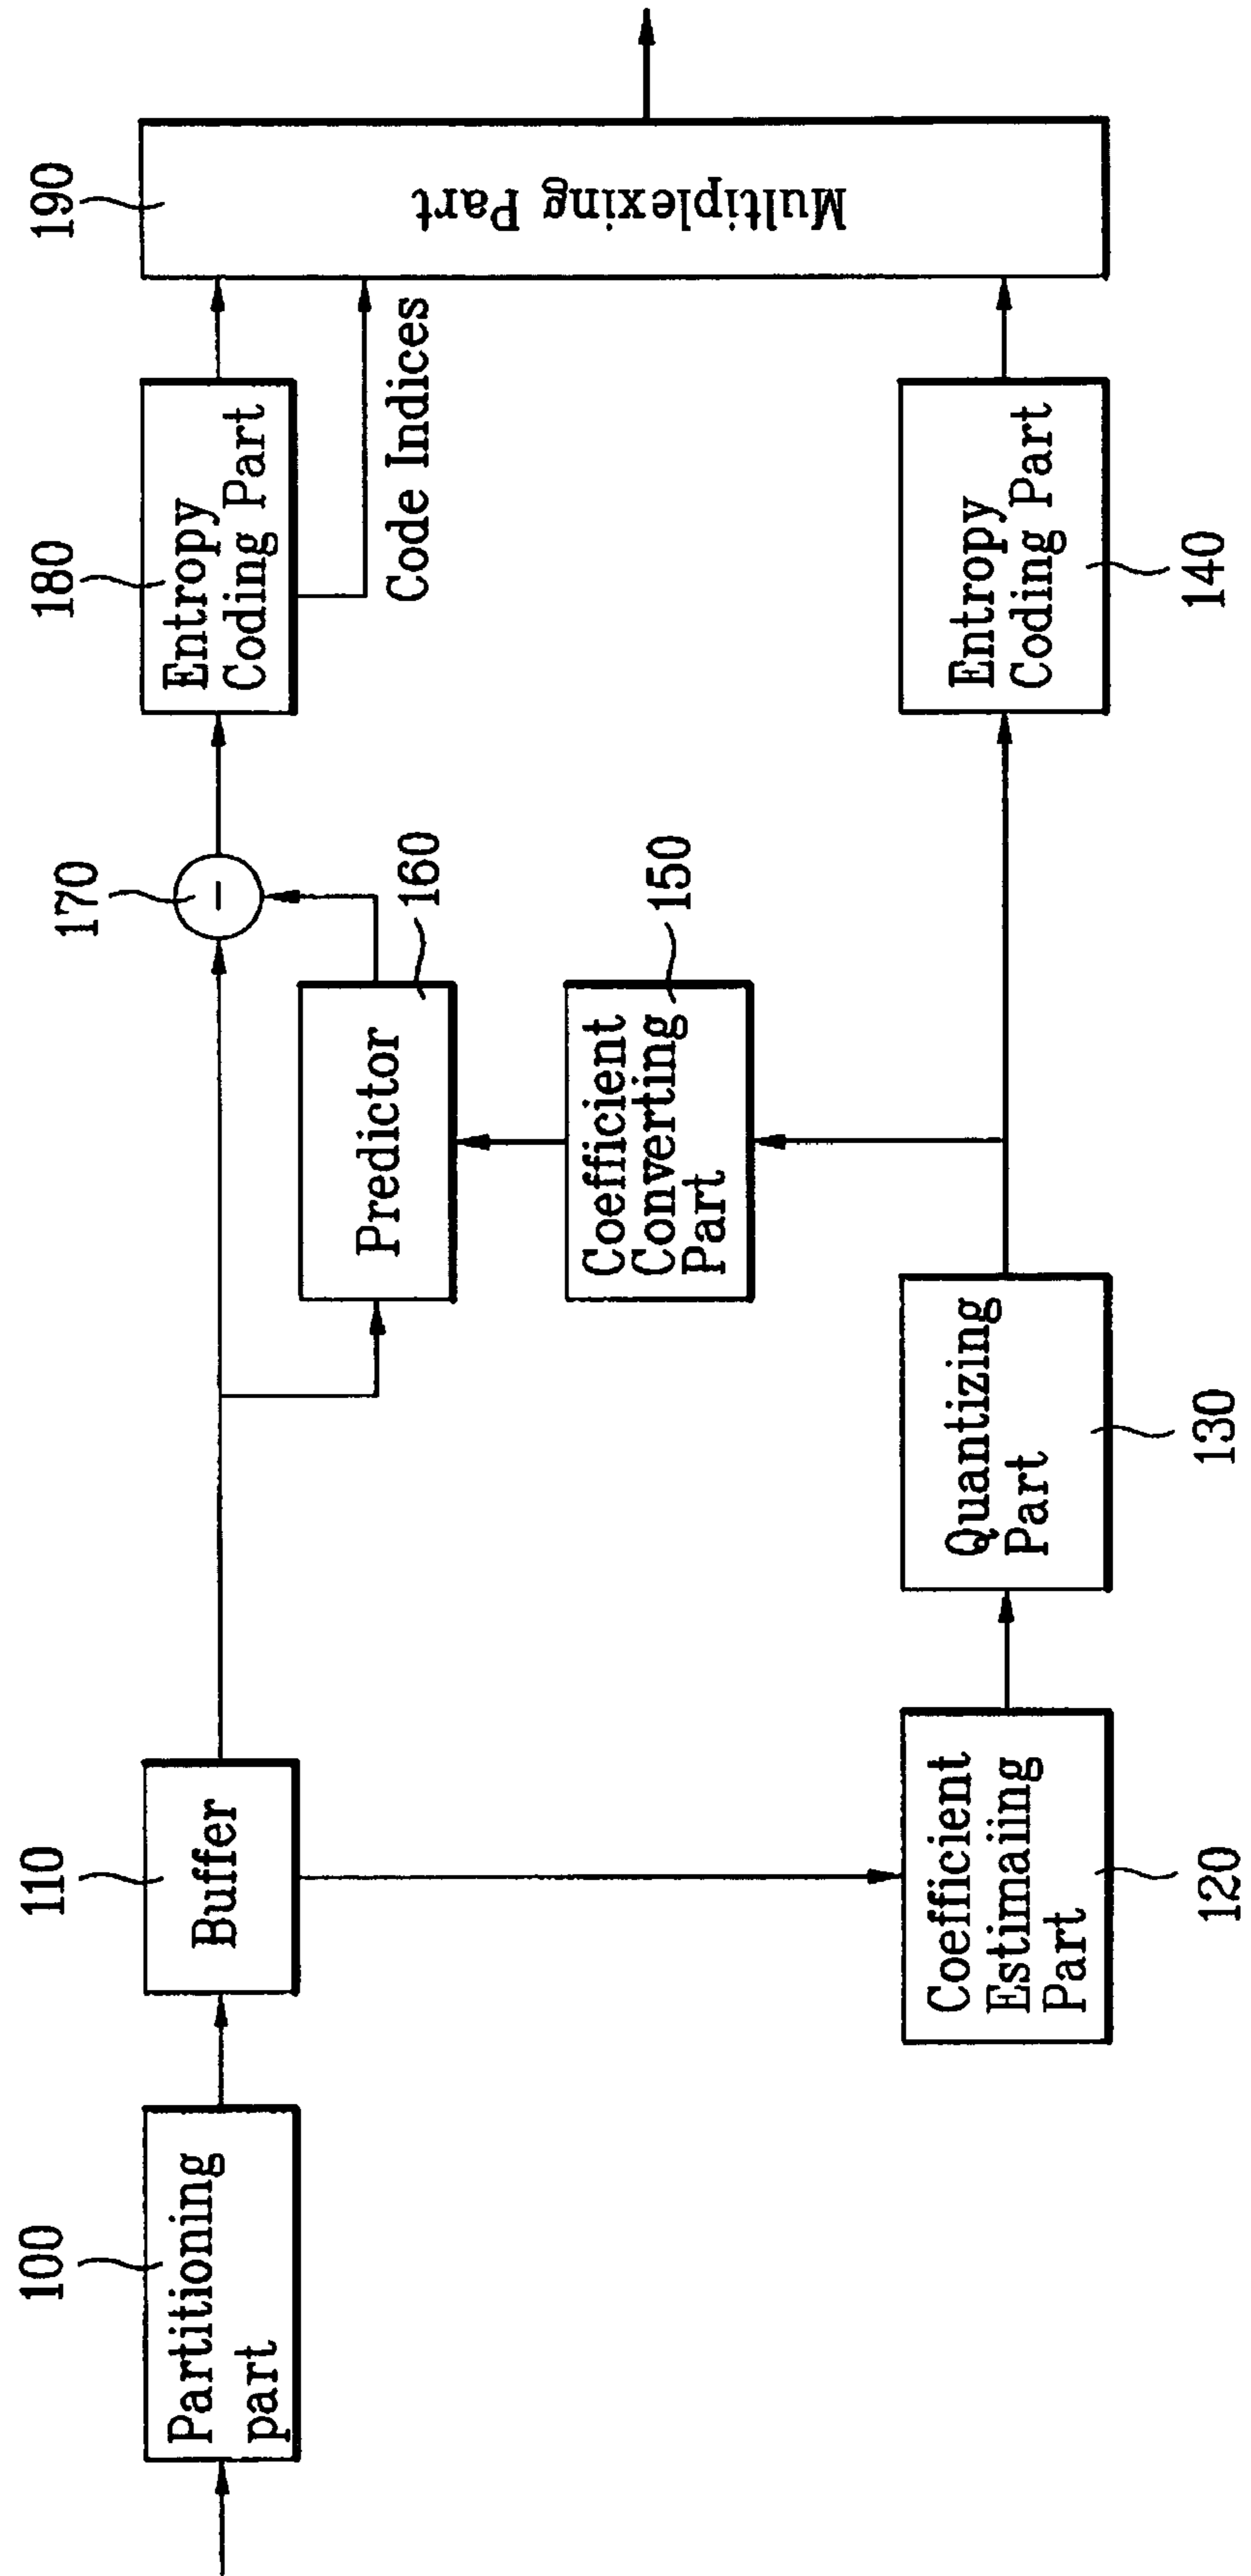 100
Partitioning
part
110
Buffer
120
Coefficient
Estimaiing
Part
130
Quantizing
Part
150
Coefficient
Converting
Part
160
Predictor
170
-
180
Entropy
Coding Part
Code Indices
140
Entropy
Coding Part
190
Multiplexing Part